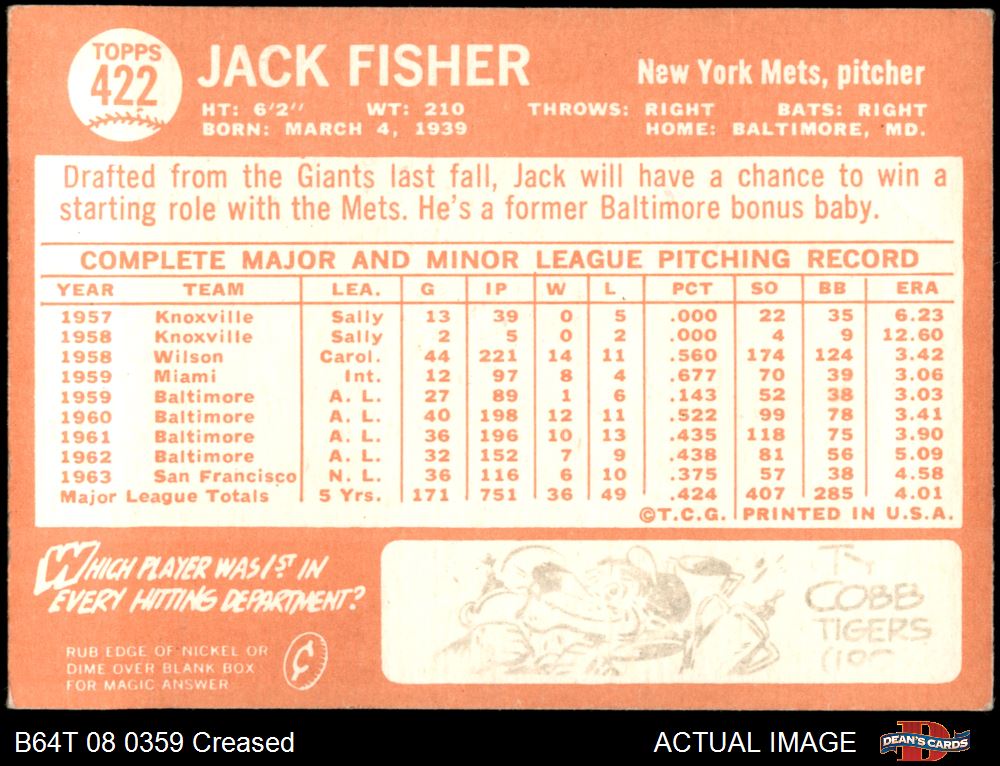 TOPPS
422
JACK FISHER
New York Mets, pitcher
HT: 6'2" WT: 210 THROWS: RIGHT BATS: RIGHT
BORN: MARCH 4, 1939 HOME: BALTIMORE, MD.
Drafted from the Giants last fall, Jack will have a chance to win a
starting role with the Mets. He's a former Baltimore bonus baby.
COMPLETE MAJOR AND MINOR LEAGUE PITCHING RECORD
YEAR TEAM LEA. G IP W L PCT SO BB ERA
1957 Knoxville Sally 13 39 0 5 .000 22 35 6.23
1958 Knoxville Sally 2 5 0 2 .000 4 9 12.60
1958 Wilson Carol. 44 221 14 11 .560 174 124 3.42
1959 Miami Int. 12 97 8 4 .677 70 39 3.06
1959 Baltimore A. L. 27 89 1 6 .143 52 38 3.03
1960 Baltimore A. L. 40 198 12 11 .522 99 78 3.41
1961 Baltimore A. L. 36 196 10 13 .435 118 75 3.90
1962 Baltimore A. L. 32 152 7 9 .438 81 56 5.09
1963 San Francisco N. L. 36 116 6 10 .375 57 38 4.58
Major League Totals 5 Yrs. 171 751 36 49 .424 407 285 4.01
©T.C.G. PRINTED IN U.S.A.
WHICH PLAYER WAS 1ST IN
EVERY HITTING DEPARTMENT?
RUB EDGE OF NICKEL OR
DIME OVER BLANK BOX
FOR MAGIC ANSWER
¢
TY
COBB
TIGERS
B64T 08 0359 Creased
ACTUAL IMAGE
DEAN'S CARDS